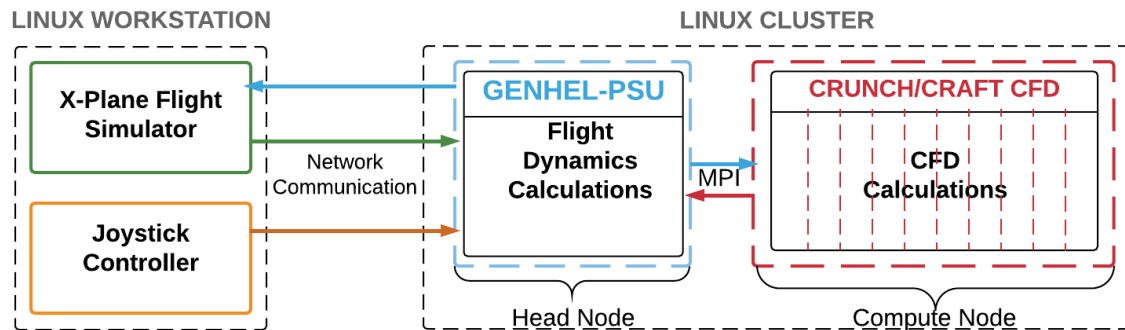 LINUX WORKSTATION
LINUX CLUSTER
X-Plane Flight
Simulator
Joystick
Controller
Network
Communication
GENHEL-PSU
Flight
Dynamics
Calculations
MPI
CRUNCH/CRAFT CFD
CFD
Calculations
Head Node
Compute Node